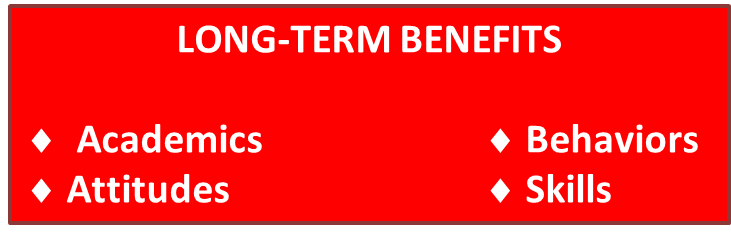 LONG-TERM BENEFITS
♦ Academics ♦ Behaviors
♦ Attitudes ♦ Skills